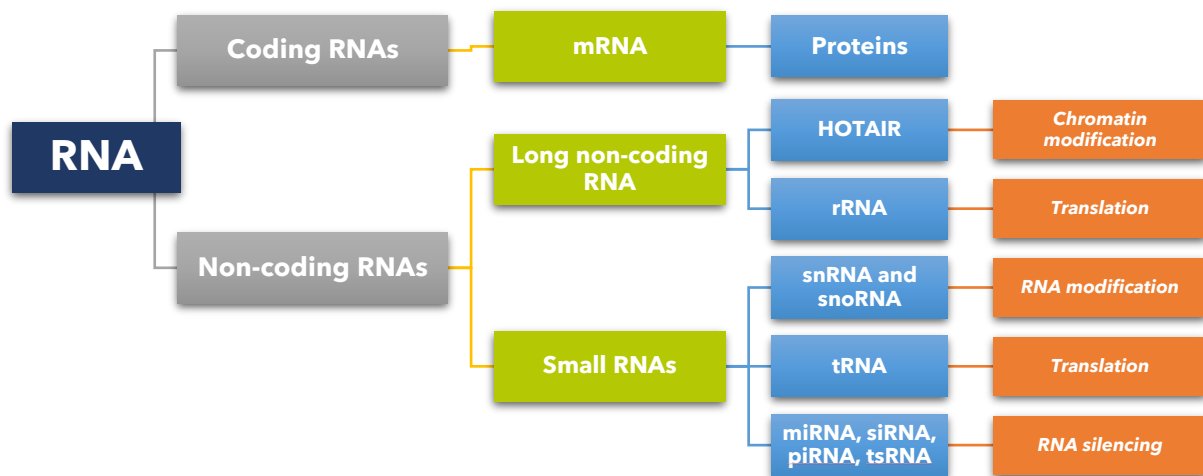 RNA
Coding RNAs
mRNA
Proteins
Non-coding RNAs
Long non-coding
RNA
HOTAIR
Chromatin
modification
rRNA
Translation
Small RNAs
snRNA and
snoRNA
RNA modification
tRNA
Translation
miRNA, siRNA,
piRNA, tsRNA
RNA silencing